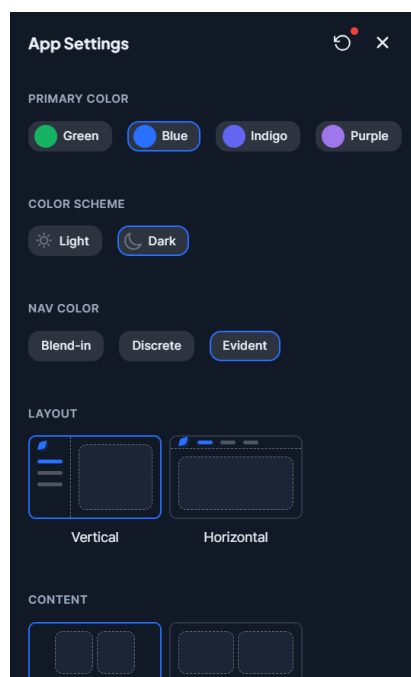 App Settings
PRIMARY COLOR
Green Blue Indigo Purple
COLOR SCHEME
Light Dark
NAV COLOR
Blend-in Discrete Evident
LAYOUT
Vertical Horizontal
CONTENT